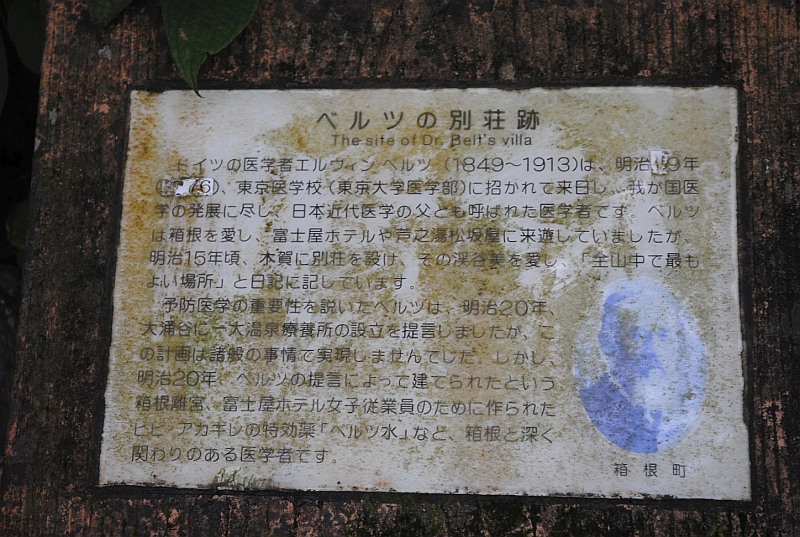 ベルツの別荘跡
The site of Dr. Belt's villa
ドイツの医学者エルヴィン ベルツ (1849〜1913)は、明治 9年
6)、東京医学校（東京大学医学部)に招かれて来日し、我が国医
学の発展に尽し、日本近代医学の父とも呼ばれた医学者です。ベルツ
は箱根を愛し、富士屋ホテルや芦之湯松坂屋に来遊していましたが、
明治15年頃、木賀に別荘を設け、その渓谷美を愛し、「全山中で最も
よい場所」と日記に記しています。
予防医学の重要性を説いたベルツは、明治20年、
大涌谷に一大温泉療養所の設立を提言しましたが、こ
の計画は諸般の事情で実現しませんでした。しかし、
明治20年、ベルツの提言によって建てられたという
箱根離宮、富士屋ホテル女子従業員のために作られた
ヒビ アカギレの特効薬「ベルツ水」など、箱根と深く
関わりのある医学者です。
箱根町